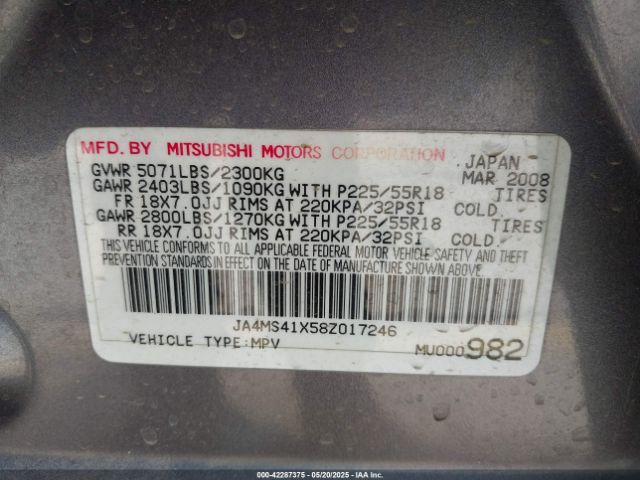 MFD. BY MITSUBISHI MOTORS CORPORATION
JAPAN
GVWR 5071LBS/2300KG MAR 2008
GAWR 2403LBS/1090KG WITH P225/55R18 TIRES
FR 18X7.0JJ RIMS AT 220KPA/32PSI COLD.
GAWR 2800LBS/1270KG WITH P225/55R18 TIRES
RR 18X7.0JJ RIMS AT 220KPA/32PSI COLD.
THIS VEHICLE CONFORMS TO ALL APPLICABLE FEDERAL MOTOR VEHICLE SAFETY AND THEFT
PREVENTION STANDARDS IN EFFECT ON THE DATE OF MANUFACTURE SHOWN ABOVE.
JA4MS41X58Z017246
VEHICLE TYPE:MPV MU000982
000-42287375 - 05/20/2025 - IAAI.COM